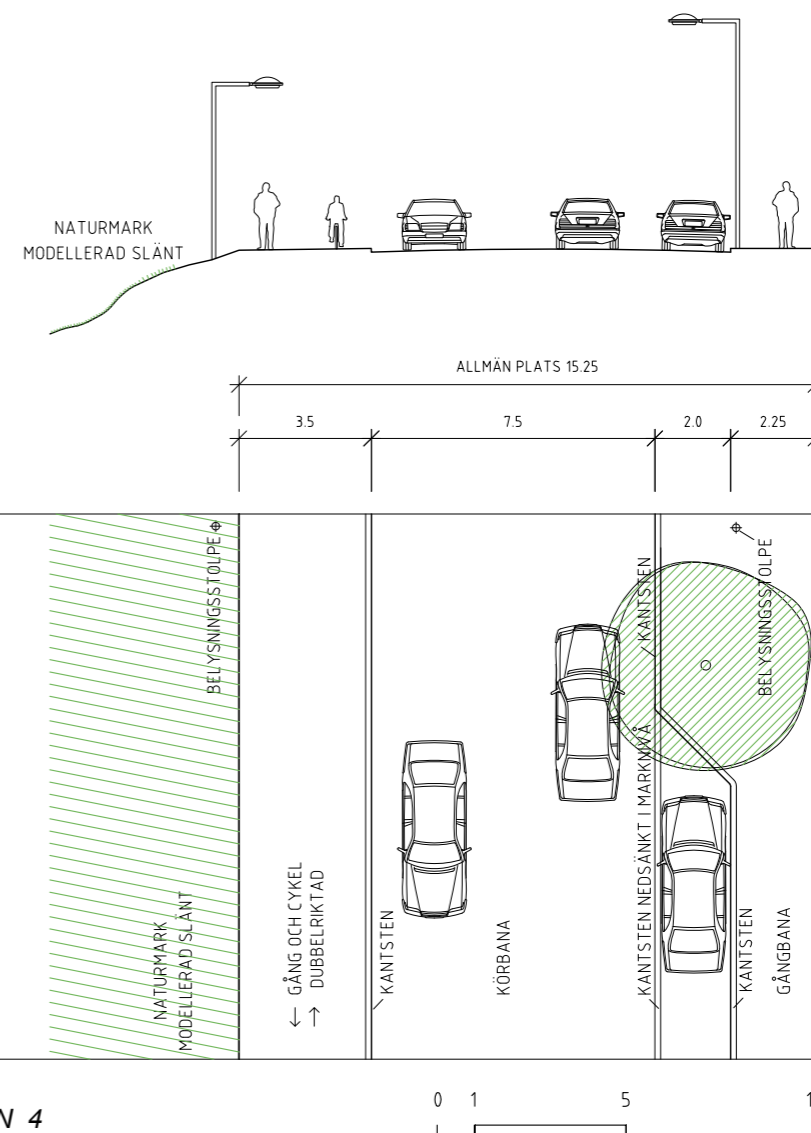 NATURMARK
MODELLERAD SLÄNT
ALLMÄN PLATS 15.25
3.5 7.5 2.0 2.25
BELYSNINGSSTOLPE
NATURMARK
MODELLERAD SLÄNT
← GÅNG OCH CYKEL
→ DUBBELRIKTAD
KANTSTEN
KÖRBANA
KANTSTEN
KANTSTEN NEDSÄNKT I MARKNIVÅ
BELYSNINGSSTOLPE
KANTSTEN
GÅNGBANA
N 4
0 1 5 1